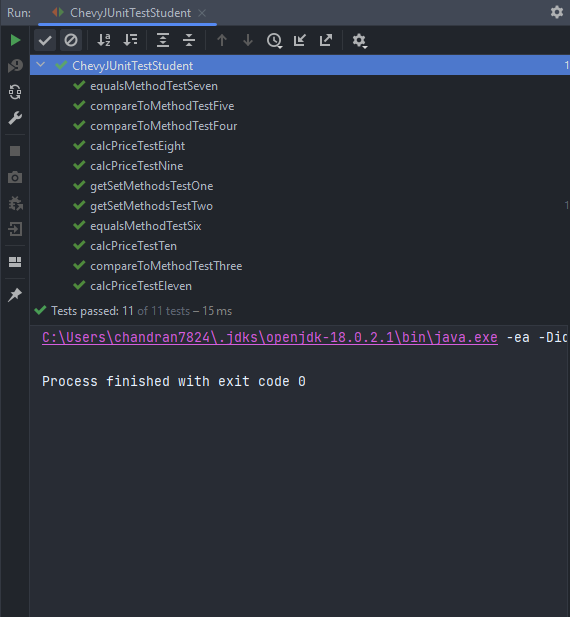 Run: ChevyJUnitTestStudent
ChevyJUnitTestStudent 1
equalsMethodTestSeven
compareToMethodTestFive
compareToMethodTestFour
calcPriceTestEight
calcPriceTestNine
getSetMethodsTestOne
getSetMethodsTestTwo 1
equalsMethodTestSix
calcPriceTestTen
compareToMethodTestThree
calcPriceTestEleven
Tests passed: 11 of 11 tests – 15 ms
C:\Users\chandran7824\.jdks\openjdk-18.0.2.1\bin\java.exe -ea -Did
Process finished with exit code 0